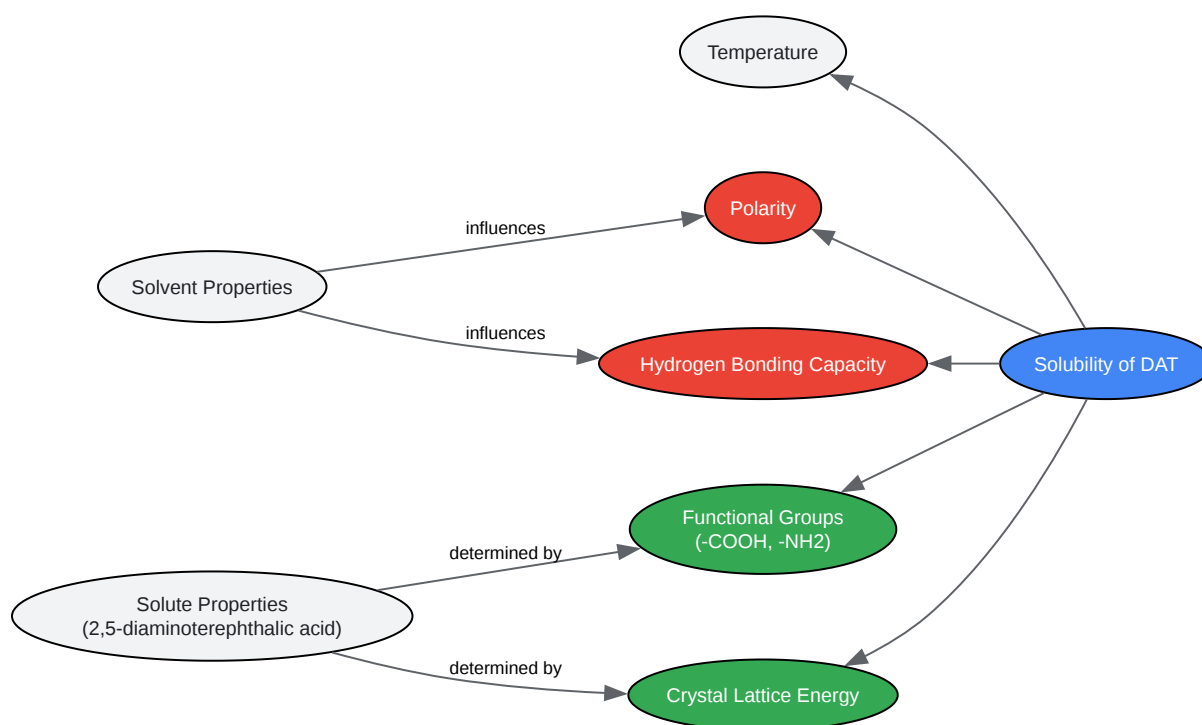 Temperature
Polarity
influences
Solvent Properties
influences
Hydrogen Bonding Capacity
Solubility of DAT
Functional Groups
(-COOH, -NH2)
determined by
Solute Properties
(2,5-diaminoterephthalic acid)
determined by
Crystal Lattice Energy